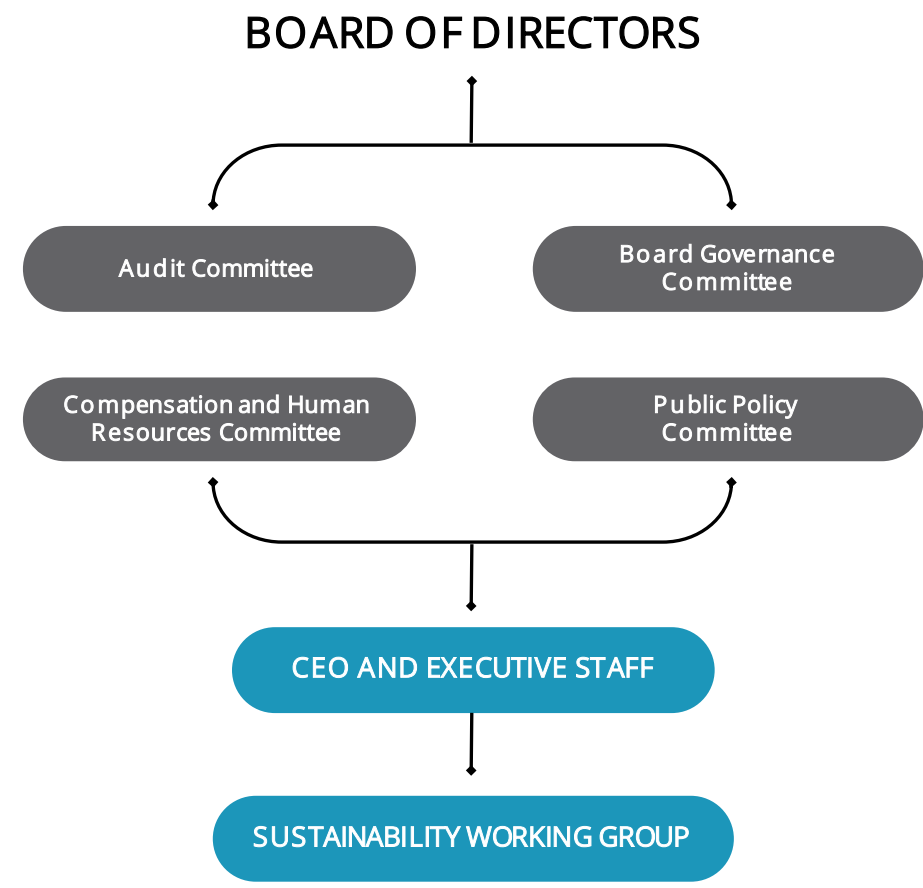 BOARD OF DIRECTORS
Audit Committee
Board Governance
Committee
Compensation and Human
Resources Committee
Public Policy
Committee
CEO AND EXECUTIVE STAFF
SUSTAINABILITY WORKING GROUP